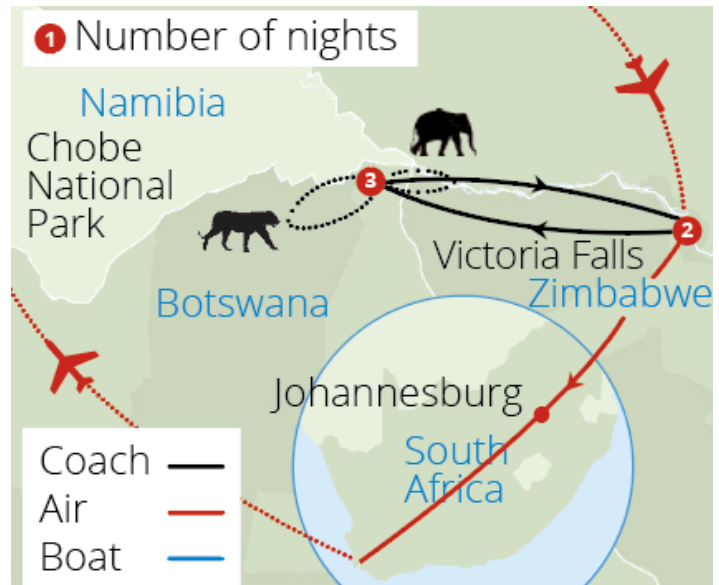 1 Number of nights
Namibia
Chobe
National
Park
3
2
Victoria Falls
Botswana
Zimbabwe
Johannesburg
South
Africa
Coach
Air
Boat